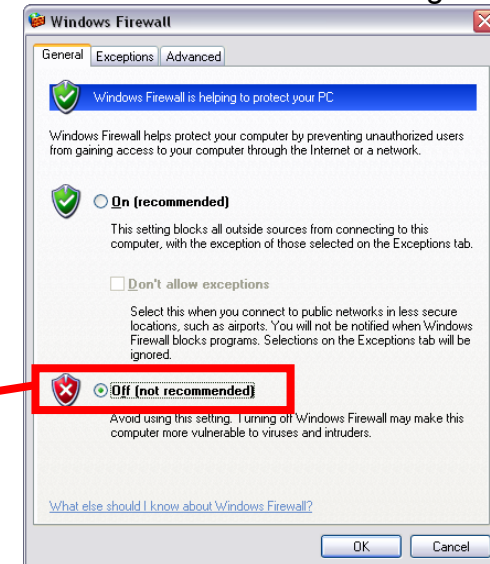 Windows Firewall
General Exceptions Advanced
Windows Firewall is helping to protect your PC
Windows Firewall helps protect your computer by preventing unauthorized users
from gaining access to your computer through the Internet or a network.
On (recommended)
This setting blocks all outside sources from connecting to this
computer, with the exception of those selected on the Exceptions tab.
Don't allow exceptions
Select this when you connect to public networks in less secure
locations, such as airports. You will not be notified when Windows
Firewall blocks programs. Selections on the Exceptions tab will be
ignored.
Off (not recommended)
Avoid using this setting. Turning off Windows Firewall may make this
computer more vulnerable to viruses and intruders.
What else should I know about Windows Firewall?
OK Cancel